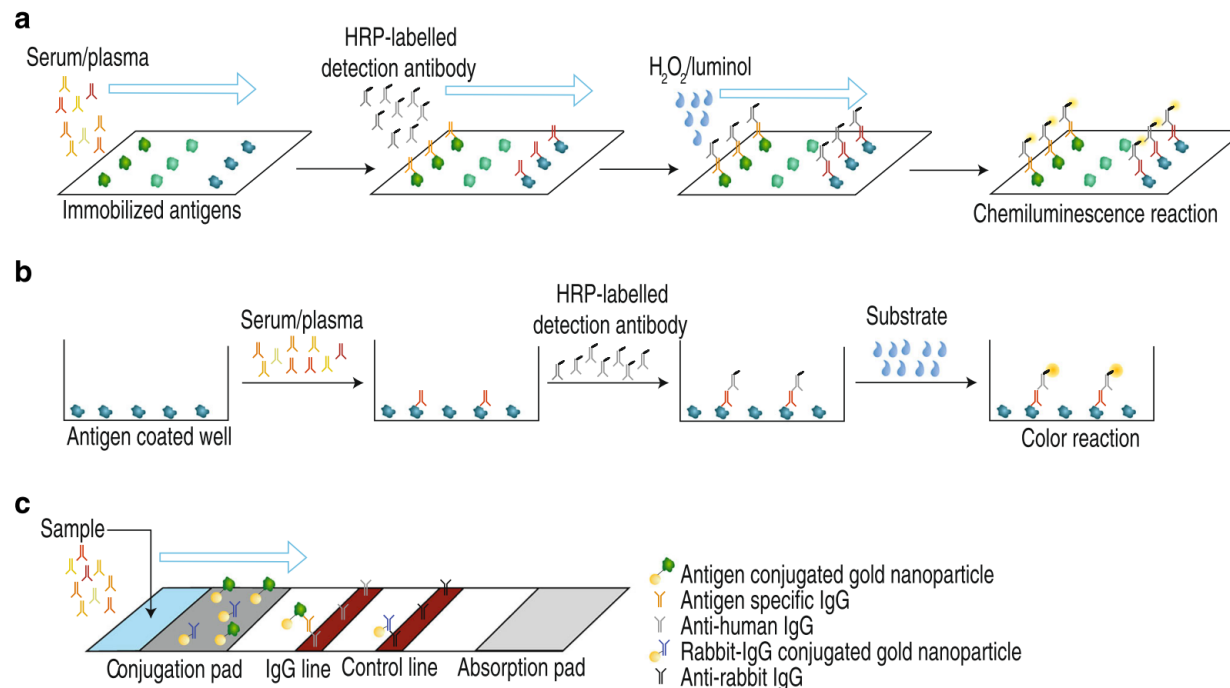 a
Serum/plasma
HRP-labelled
detection antibody
H₂O₂/luminol
Immobilized antigens
Chemiluminescence reaction
b
Serum/plasma
HRP-labelled
detection antibody
Substrate
Antigen coated well
Color reaction
c
Sample
Conjugation pad
IgG line
Control line
Absorption pad
Antigen conjugated gold nanoparticle
Antigen specific IgG
Anti-human IgG
Rabbit-IgG conjugated gold nanoparticle
Anti-rabbit IgG